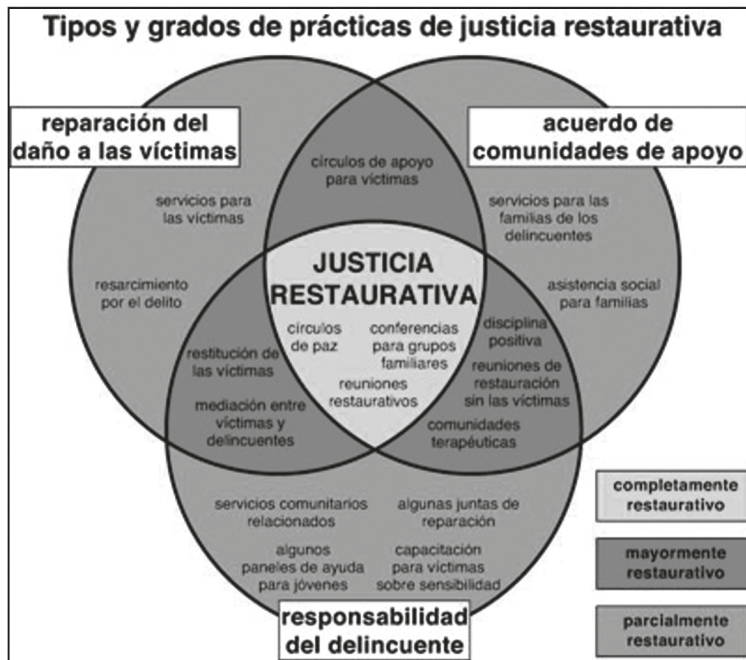 Tipos y grados de prácticas de justicia restaurativa
reparación del
daño a las víctimas
acuerdo de
comunidades de apoyo
círculos de apoyo
para víctimas
servicios para
las víctimas
servicios para las
familias de los
delincuentes
resarcimiento
por el delito
asistencia social
para familias
JUSTICIA
RESTAURATIVA
círculos
de paz
conferencias
para grupos
familiares
reuniones
restaurativos
disciplina
positiva
restitución de
las víctimas
reuniones de
restauración
sin las víctimas
mediación entre
víctimas y
delincuentes
comunidades
terapéuticas
servicios comunitarios
relacionados
algunas juntas de
reparación
algunos
paneles de ayuda
para jóvenes
capacitación
para víctimas
sobre sensibilidad
responsabilidad
del delincuente
completamente
restaurativo
mayormente
restaurativo
parcialmente
restaurativo